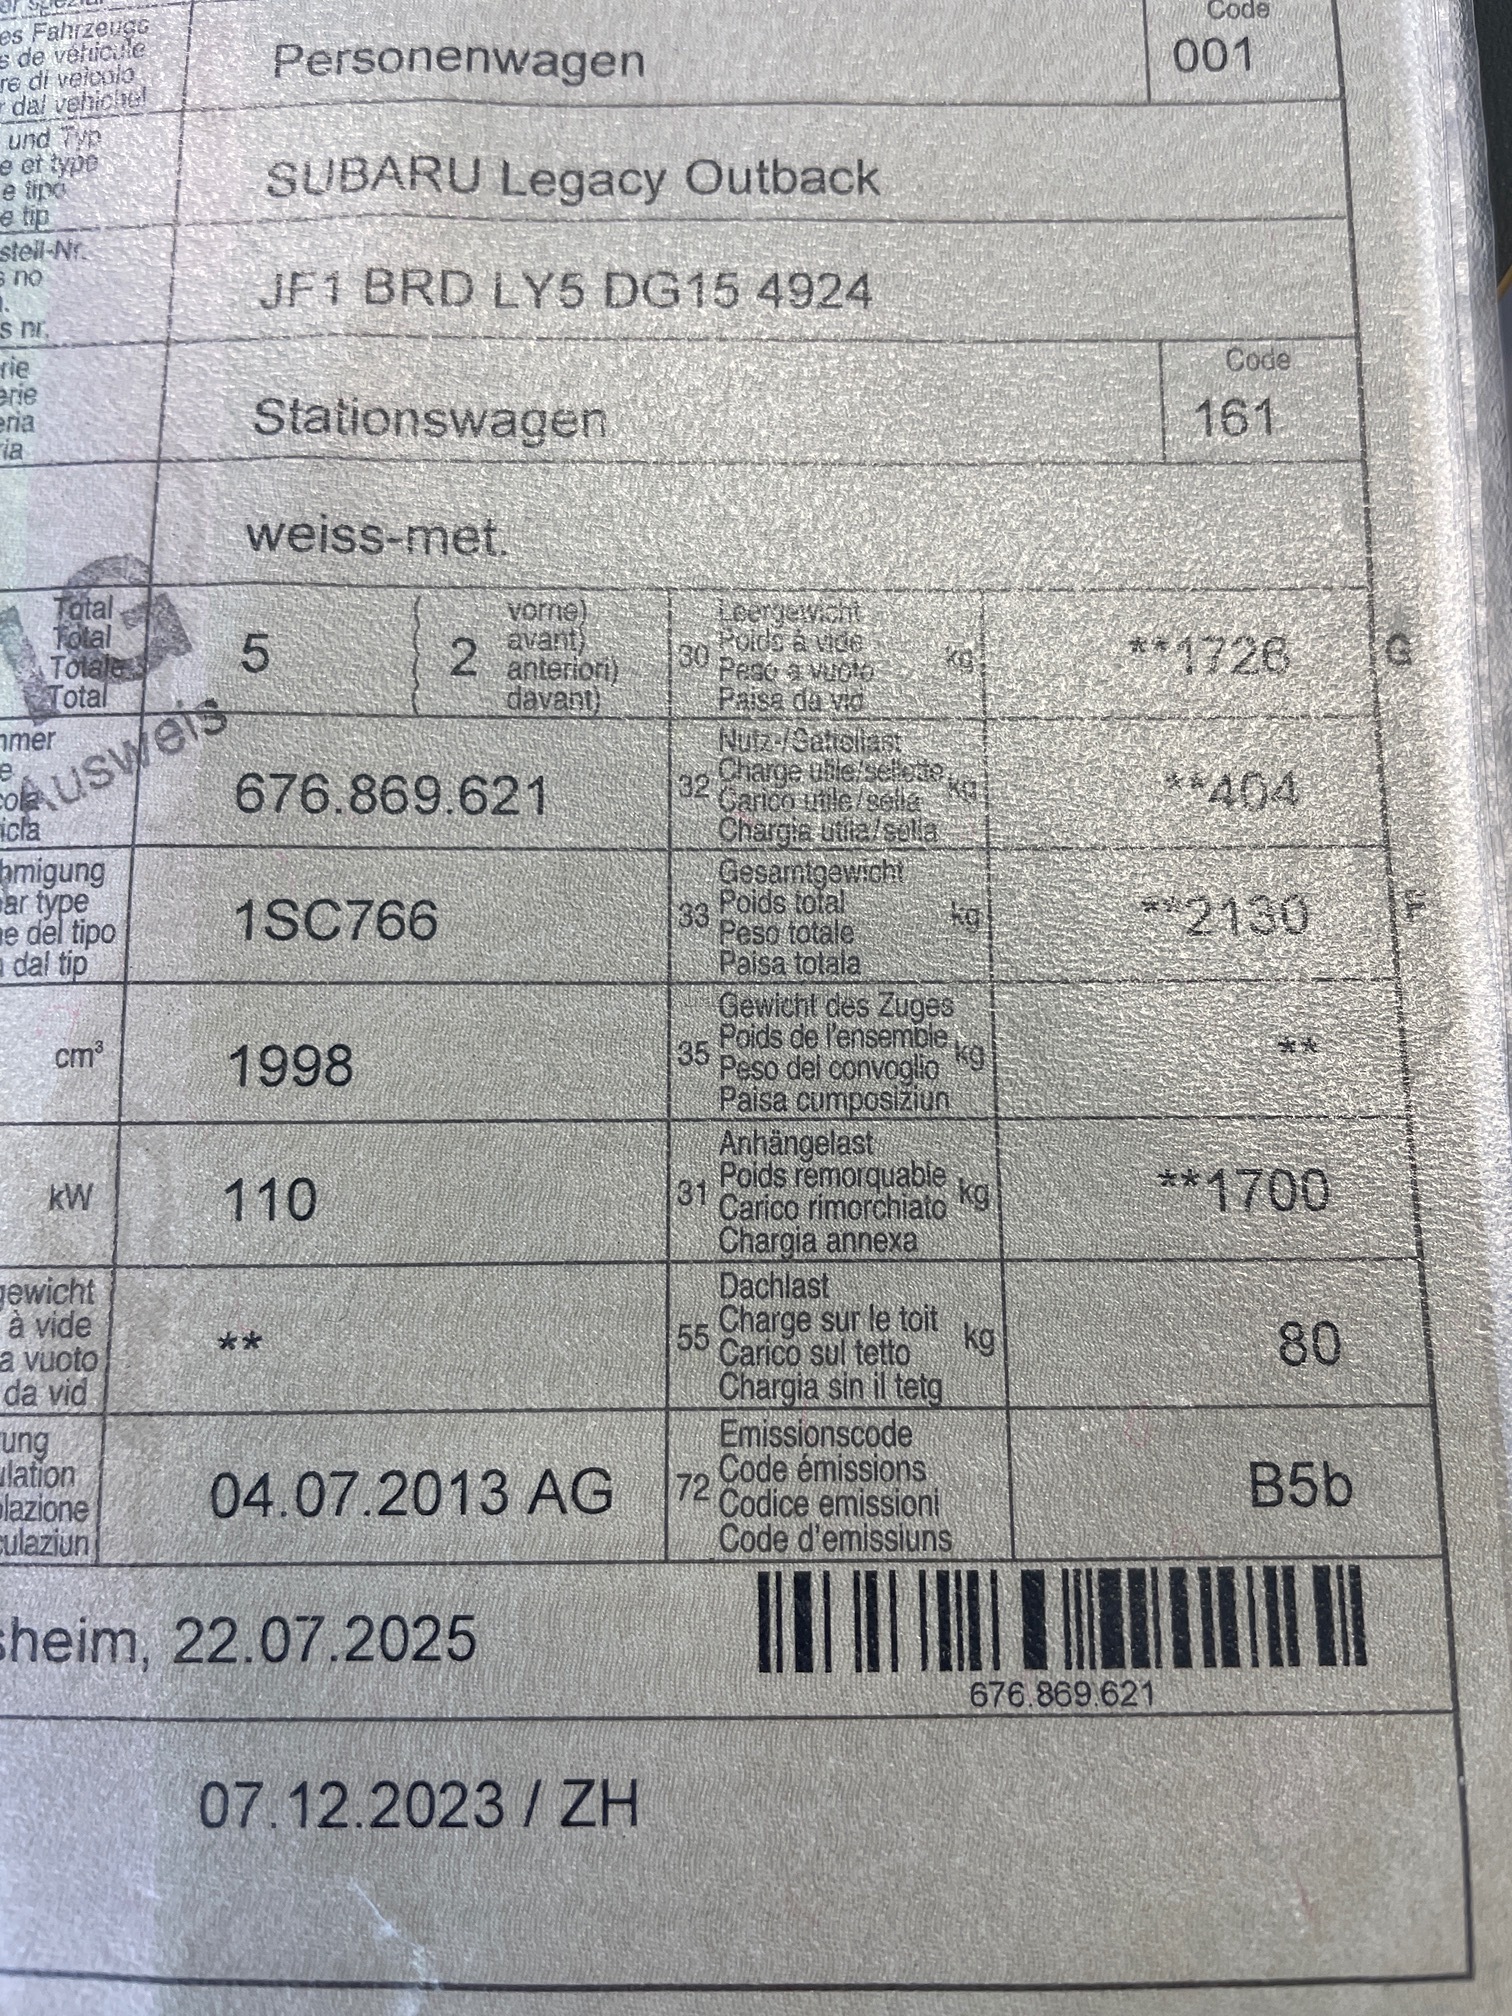 es Fahrzeugs
s de véhicule
re di veicolo
r dal vehichel
Personenwagen
Code
001
und Typ
e et type
e tipo
e tip
SUBARU Legacy Outback
stell-Nr.
s no
s nr.
JF1 BRD LY5 DG15 4924
rie
erie
eria
ria
Stationswagen
Code
161
weiss-met.
Total
Total
Totale
Total
5
2
vorne)
avant)
anteriori)
davant)
30
Leergewicht
Poids à vide
Peso a vuoto
Paisa da vid
kg
**1726
G
Ausweis
mmer
e
cola
icla
676.869.621
32
Nutz-/Sattellast
Charge utile/sellette
Carico utile/sella
Chargia utila/sella
kg
**404
hmigung
par type
ne del tipo
n dal tip
1SC766
33
Gesamtgewicht
Poids total
Peso totale
Paisa totala
kg
**2130
F
cm³
1998
35
Gewicht des Zuges
Poids de l'ensemble
Peso del convoglio
Paisa cumposiziun
kg
**
kW
110
31
Anhängelast
Poids remorquable
Carico rimorchiato
Chargia annexa
kg
**1700
gewicht
à vide
a vuoto
da vid
**
55
Dachlast
Charge sur le toit
Carico sul tetto
Chargia sin il tetg
kg
80
ung
ulation
olazione
culaziun
04.07.2013 AG
72
Emissionscode
Code émissions
Codice emissioni
Code d'emissiuns
B5b
sheim, 22.07.2025
676.869.621
07.12.2023 / ZH